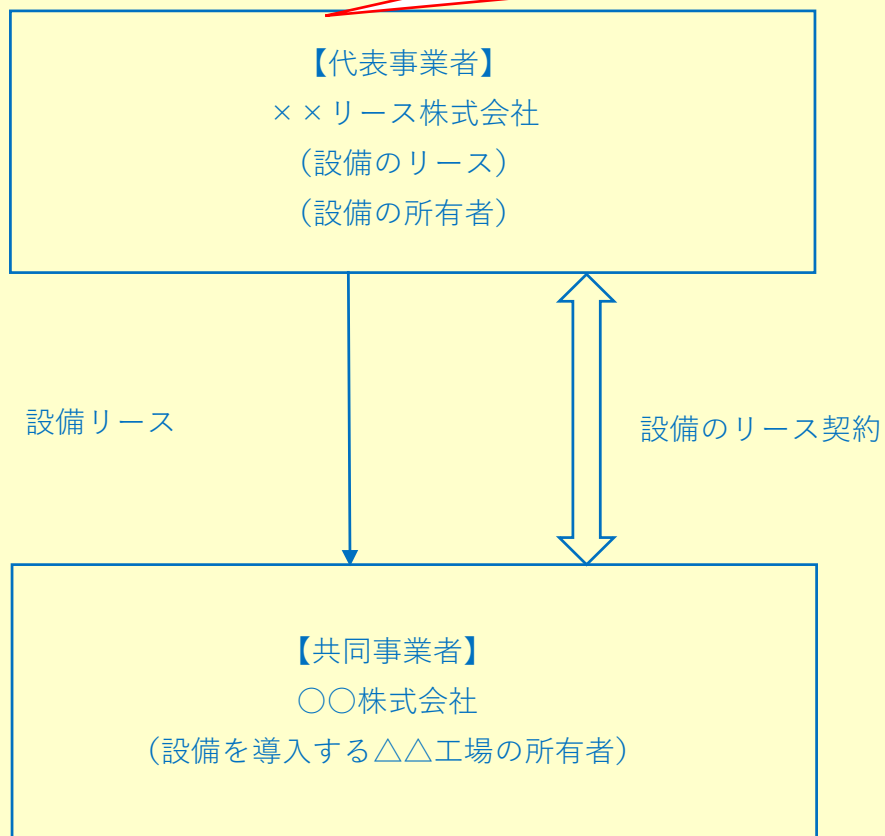 【代表事業者】
××リース株式会社
（設備のリース）
（設備の所有者）
設備リース
設備のリース契約
【共同事業者】
○○株式会社
（設備を導入する△△工場の所有者）